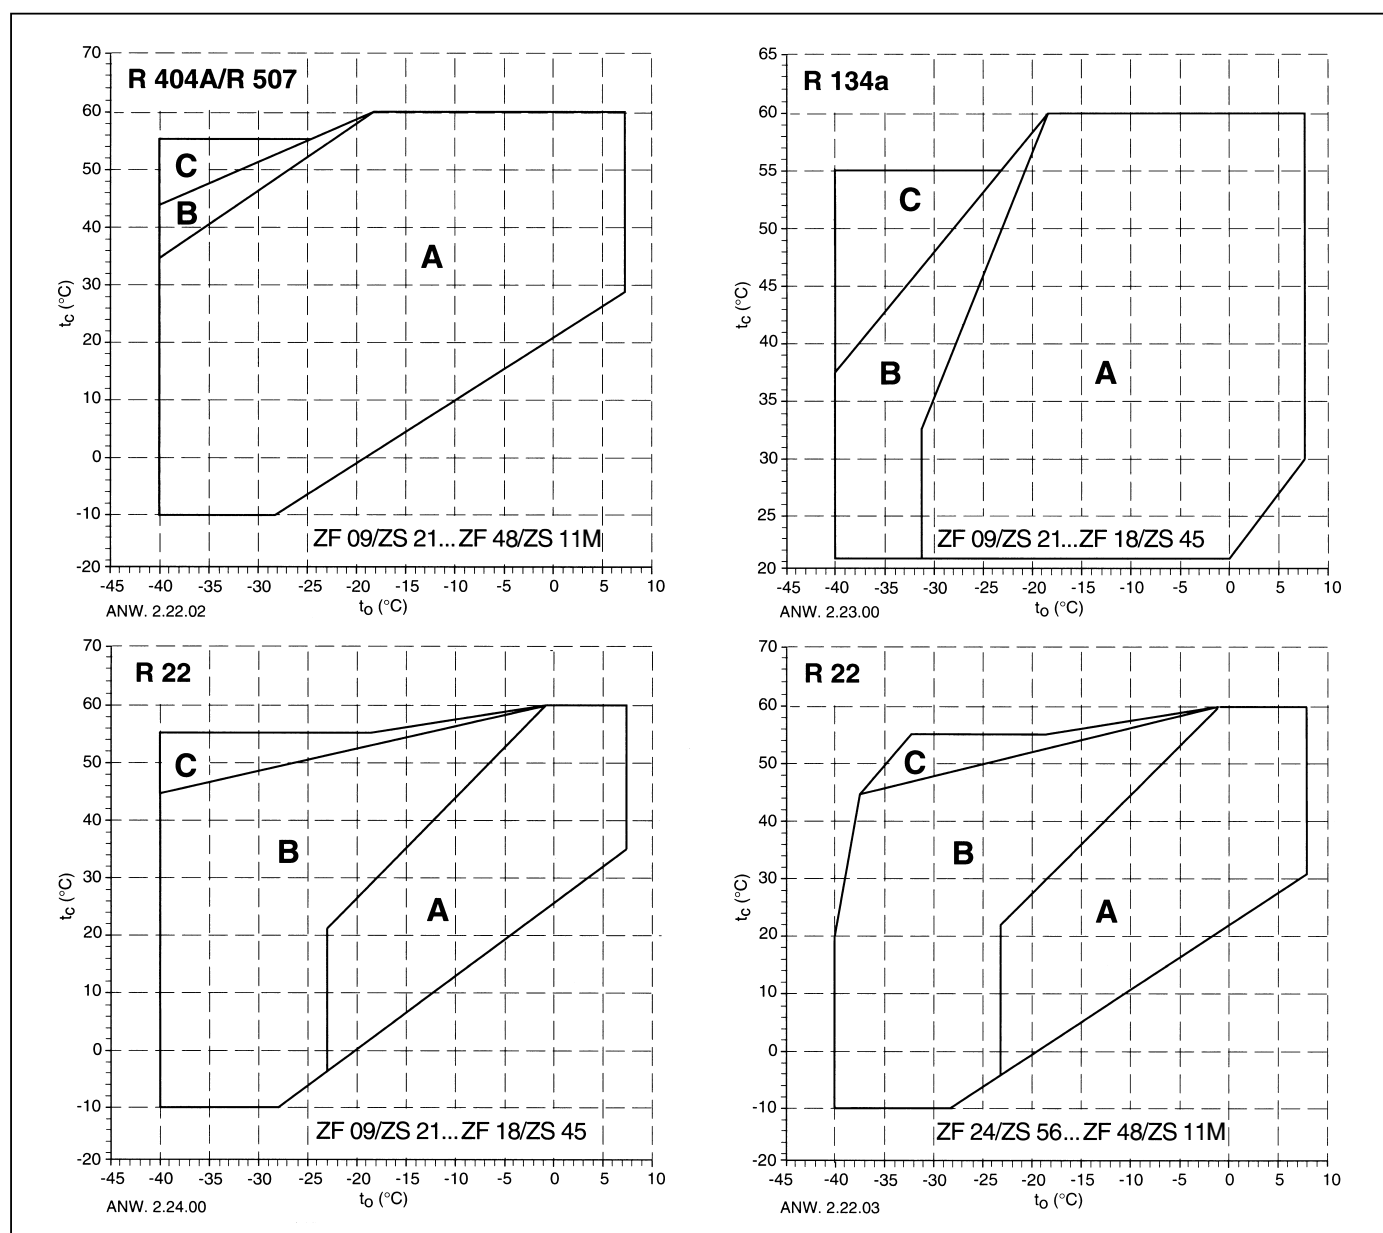 R 404A/R 507
70
60
50
40
30
20
10
0
-10
-20
tc (°C)
C
B
A
ZF 09/ZS 21...ZF 48/ZS 11M
-45 -40 -35 -30 -25 -20 -15 -10 -5 0 5 10
to (°C)
ANW. 2.22.02
R 134a
65
60
55
50
45
40
35
30
25
20
tc (°C)
C
B
A
ZF 09/ZS 21...ZF 18/ZS 45
-45 -40 -35 -30 -25 -20 -15 -10 -5 0 5 10
to (°C)
ANW. 2.23.00
R 22
70
60
50
40
30
20
10
0
-10
-20
tc (°C)
C
B
A
ZF 09/ZS 21...ZF 18/ZS 45
-45 -40 -35 -30 -25 -20 -15 -10 -5 0 5 10
to (°C)
ANW. 2.24.00
R 22
70
60
50
40
30
20
10
0
-10
-20
tc (°C)
C
B
A
ZF 24/ZS 56...ZF 48/ZS 11M
-45 -40 -35 -30 -25 -20 -15 -10 -5 0 5 10
to (°C)
ANW. 2.22.03